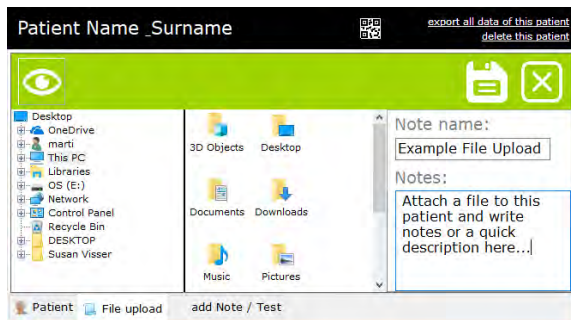 Patient Name _Surname
export all data of this patient
delete this patient
Desktop
OneDrive
marti
This PC
Libraries
OS (E:)
Network
Control Panel
Recycle Bin
DESKTOP
Susan Visser
3D Objects Desktop
Documents Downloads
Music Pictures
Note name:
Example File Upload
Notes:
Attach a file to this
patient and write
notes or a quick
description here...
Patient File upload add Note / Test